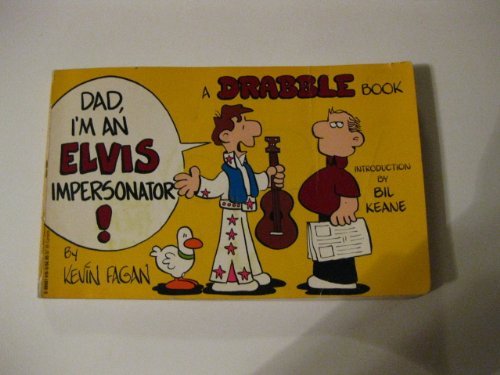 DAD,
I'M AN
ELVIS
IMPERSONATOR
!
BY
KEVIN FAGAN
A DRABBLE BOOK
INTRODUCTION
BY
BIL
KEANE